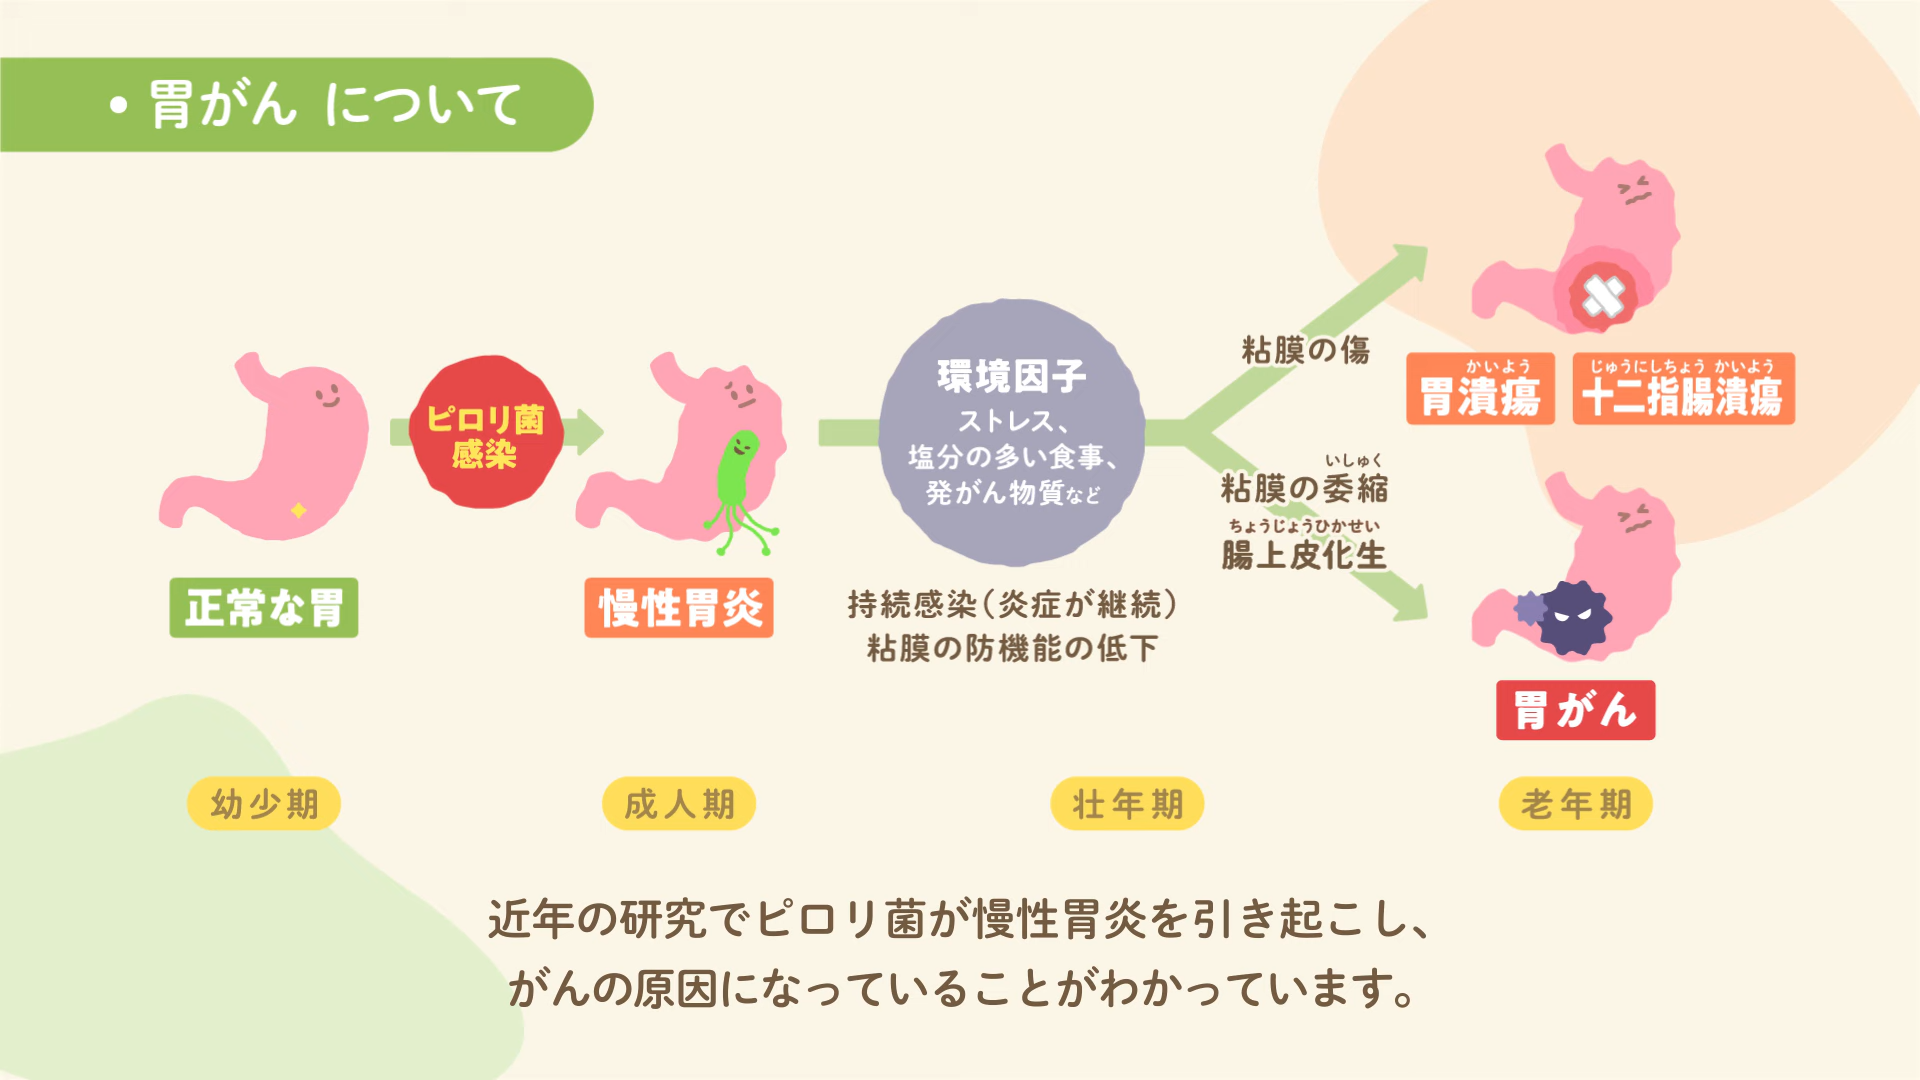 ・胃がん について
ピロリ菌
感染
正常な胃
慢性胃炎
環境因子
ストレス、
塩分の多い食事、
発がん物質など
持続感染（炎症が継続）
粘膜の防機能の低下
粘膜の傷
いしゅく
粘膜の委縮
ちょうじょうひかせい
腸上皮化生
かいよう
胃潰瘍
じゅうにしちょう かいよう
十二指腸潰瘍
胃がん
幼少期
成人期
壮年期
老年期
近年の研究でピロリ菌が慢性胃炎を引き起こし、
がんの原因になっていることがわかっています。